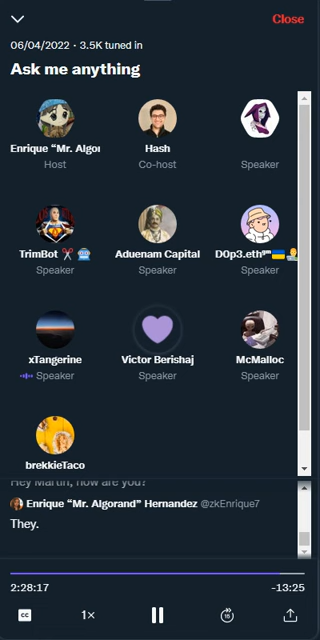 Close
06/04/2022 · 3.5K tuned in
Ask me anything
Enrique “Mr. Algor
Host
Hash
Co-host
Speaker
TrimBot
Speaker
Aduenam Capital
Speaker
D0p3.eth
Speaker
xTangerine
Speaker
Victor Berishaj
Speaker
McMalloc
Speaker
brekkieTaco
Hey Martin, how are you?
Enrique “Mr. Algorand” Hernandez @zkEnrique7
They.
2:28:17
-13:25
CC
1×
15